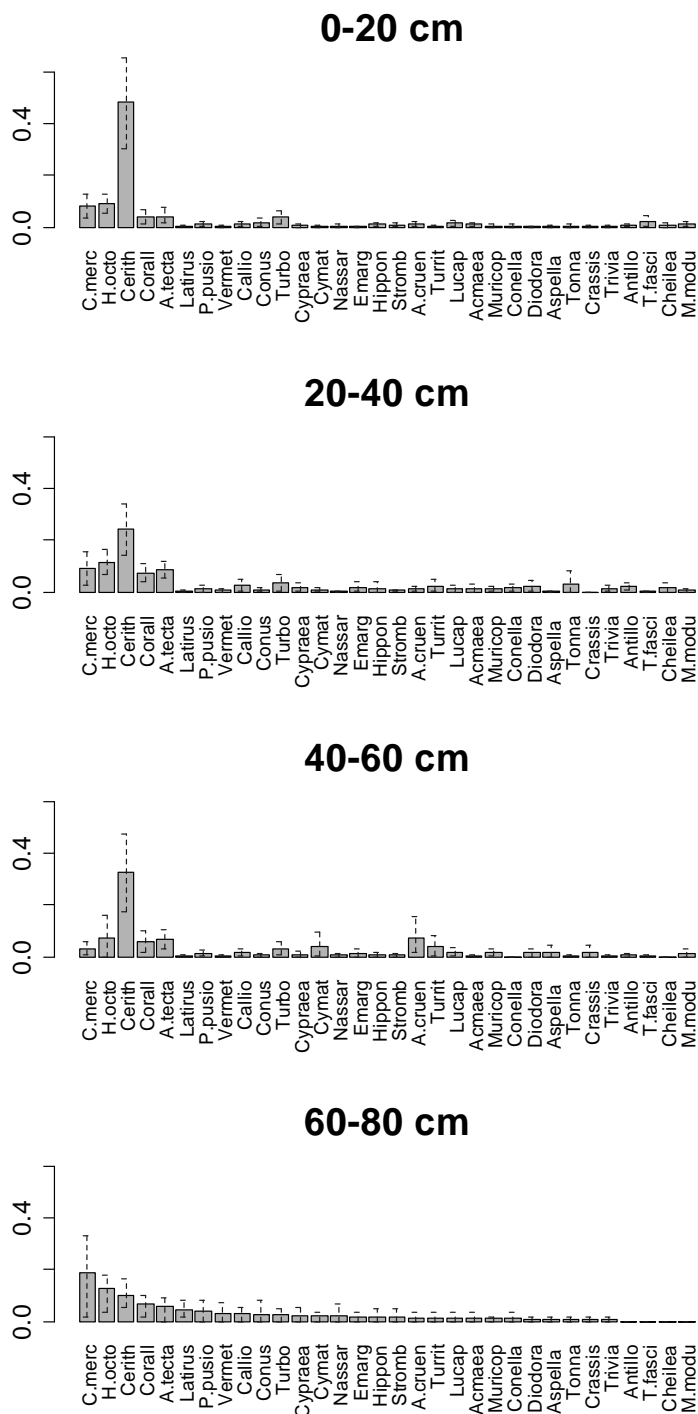 0-20 cm
0.4
0.0
C.merc H.octo Cerith Corall A.tecta Latirus P.pusio Vermet Callio Conus Turbo Cypraea Cymat Nassar Emarg Hippon Stromb A.cruen Turrit Lucap Acmaea Muricop Conella Diodora Aspella Tonna Crassis Trivia Antillo T.fasci Cheilea M.modu
20-40 cm
0.4
0.0
C.merc H.octo Cerith Corall A.tecta Latirus P.pusio Vermet Callio Conus Turbo Cypraea Cymat Nassar Emarg Hippon Stromb A.cruen Turrit Lucap Acmaea Muricop Conella Diodora Aspella Tonna Crassis Trivia Antillo T.fasci Cheilea M.modu
40-60 cm
0.4
0.0
C.merc H.octo Cerith Corall A.tecta Latirus P.pusio Vermet Callio Conus Turbo Cypraea Cymat Nassar Emarg Hippon Stromb A.cruen Turrit Lucap Acmaea Muricop Conella Diodora Aspella Tonna Crassis Trivia Antillo T.fasci Cheilea M.modu
60-80 cm
0.4
0.0
C.merc H.octo Cerith Corall A.tecta Latirus P.pusio Vermet Callio Conus Turbo Cypraea Cymat Nassar Emarg Hippon Stromb A.cruen Turrit Lucap Acmaea Muricop Conella Diodora Aspella Tonna Crassis Trivia Antillo T.fasci Cheilea M.modu